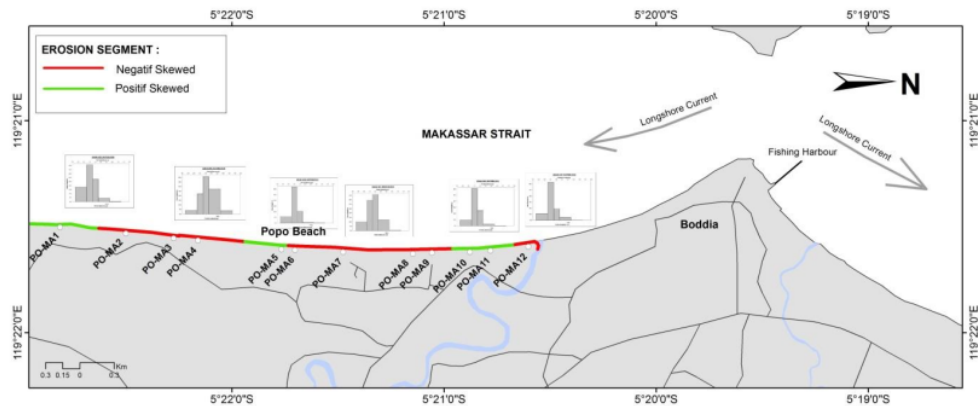 5°22'0"S 5°21'0"S 5°20'0"S 5°19'0"S
EROSION SEGMENT :
Negatif Skewed
Positif Skewed
N
119°21'0"E
119°21'0"E
Longshore Current
Longshore Current
MAKASSAR STRAIT
Fishing Harbour
Popo Beach
Boddia
PO-MA1
PO-MA2
PO-MA3
PO-MA4
PO-MA5
PO-MA6
PO-MA7
PO-MA8
PO-MA9
PO-MA10
PO-MA11
PO-MA12
119°22'0"E
119°22'0"E
0.3 0.15 0 0.3 Km
5°22'0"S 5°21'0"S 5°20'0"S 5°19'0"S